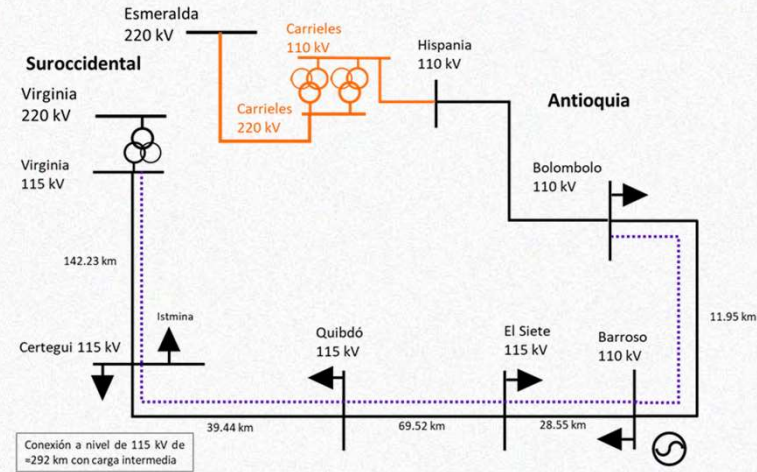 Esmeralda
220 kV
Suroccidental
Virginia
220 kV
Virginia
115 kV
Carrieles
110 kV
Carrieles
220 kV
Hispania
110 kV
Antioquia
Bolombolo
110 kV
142.23 km
11.95 km
Istmina
Certegui 115 kV
Quibdó
115 kV
El Siete
115 kV
Barroso
110 kV
39.44 km
69.52 km
28.55 km
Conexión a nivel de 115 kV de
≈292 km con carga intermedia